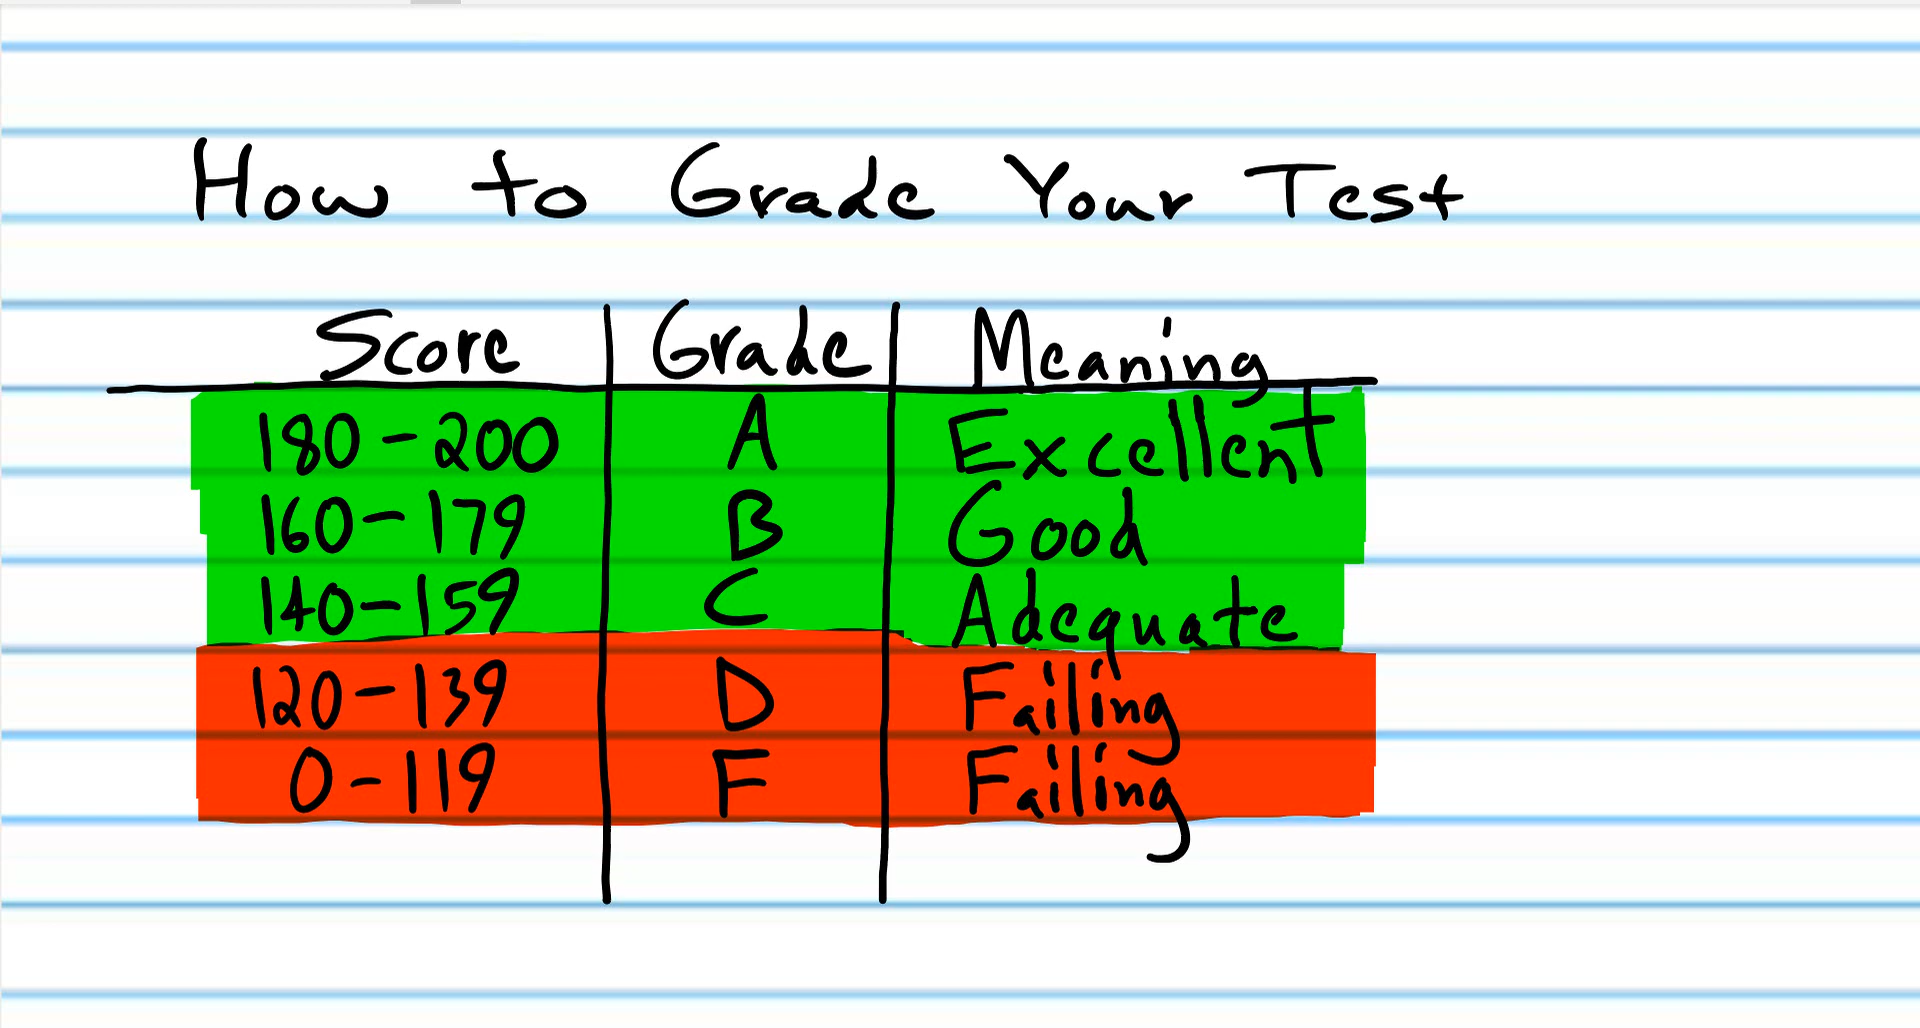 How to Grade Your Test
Score Grade Meaning
180-200 A Excellent
160-179 B Good
140-159 C Adequate
120-139 D Failing
0-119 F Failing